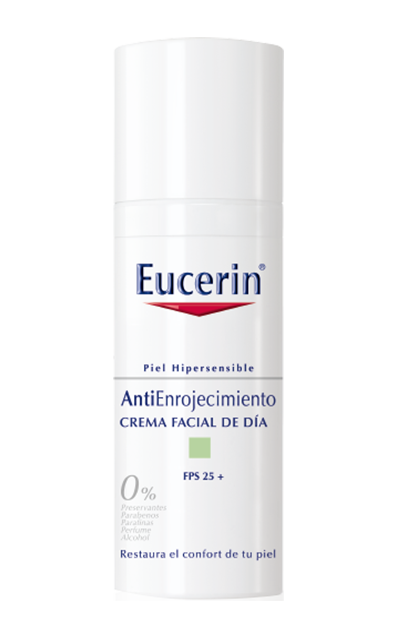 Eucerin®
Piel Hipersensible
AntiEnrojecimiento
CREMA FACIAL DE DÍA
FPS 25 +
0%
Preservantes
Parabenos
Parafinas
Perfume
Alcohol
Restaura el confort de tu piel